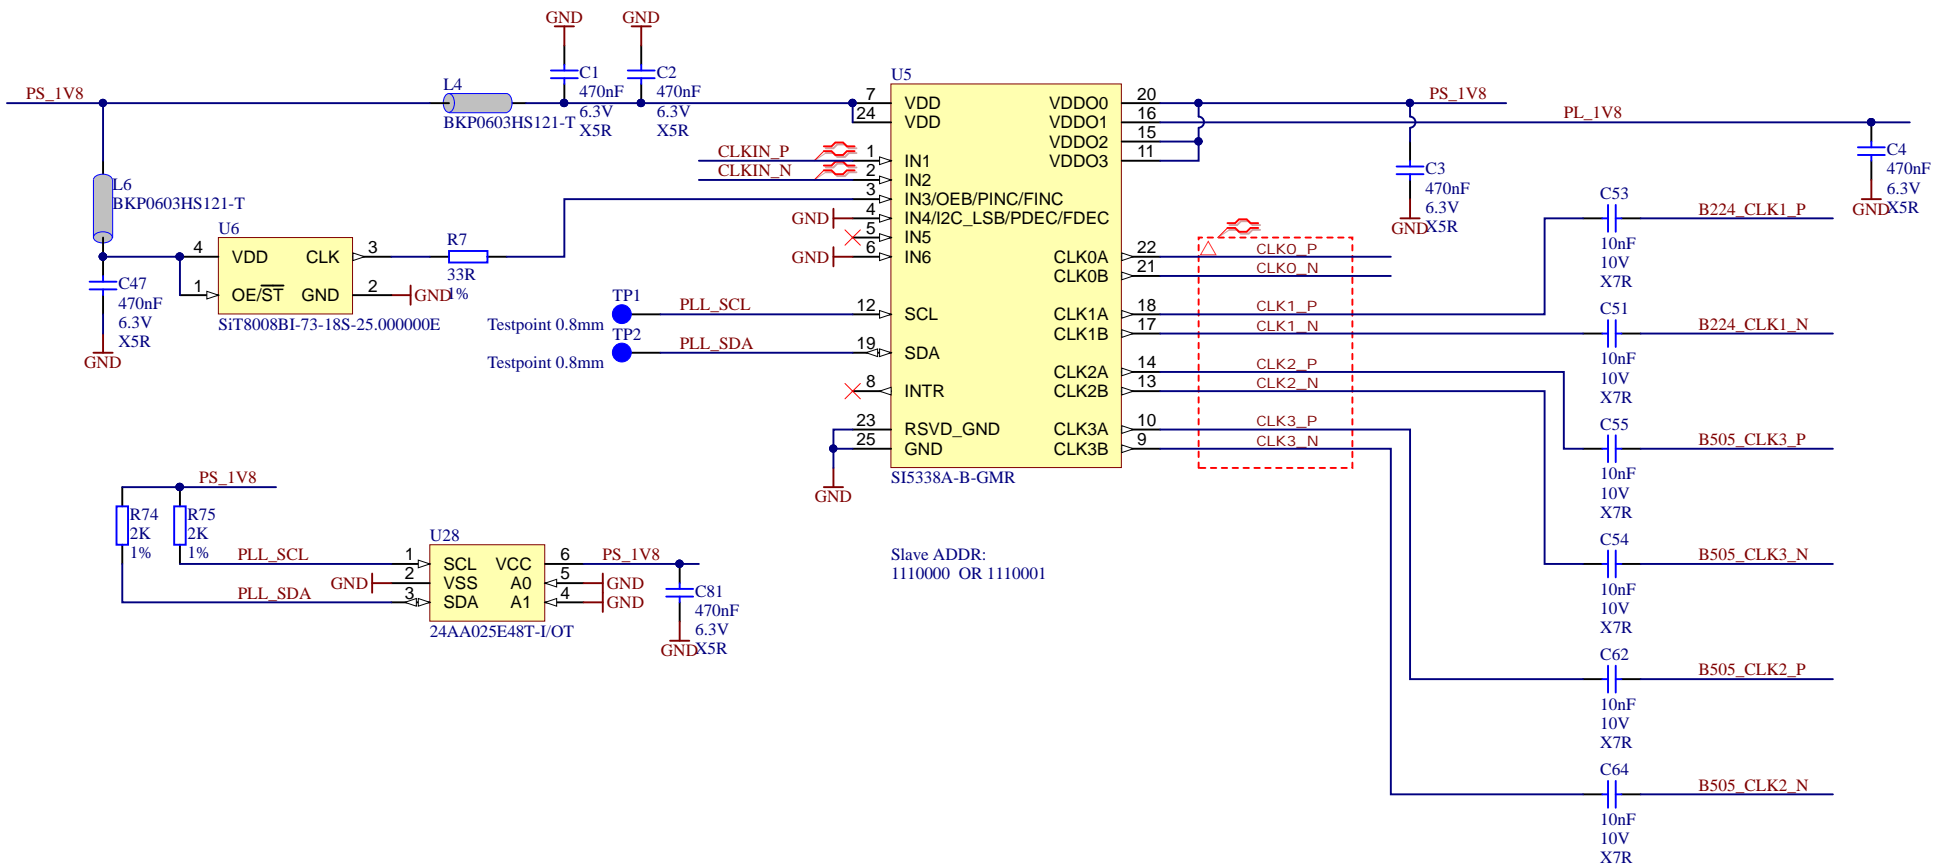 GND
GND
C1
470nF
6.3V
X5R
C2
470nF
6.3V
X5R
PS_1V8
L4
BKP0603HS121-T
L6
BKP0603HS121-T
U6
4
VDD
CLK
3
1
OE/ST
GND
2
GND
SiT8008BI-73-18S-25.000000E
C47
470nF
6.3V
X5R
GND
R7
33R
1%
U5
7
VDD
24
VDD
CLKIN_P
1
IN1
CLKIN_N
2
IN2
3
IN3/OEB/PINC/FINC
GND
4
IN4/I2C_LSB/PDEC/FDEC
5
IN5
GND
6
IN6
TP1
Testpoint 0.8mm
PLL_SCL
12
SCL
TP2
Testpoint 0.8mm
PLL_SDA
19
SDA
8
INTR
23
RSVD_GND
25
GND
GND
SI5338A-B-GMR
VDDO0
20
PS_1V8
VDDO1
16
PL_1V8
VDDO2
15
VDDO3
11
C3
470nF
6.3V
X5R
GND
C4
470nF
6.3V
X5R
GND
CLK0A
22
CLK0_P
CLK0B
21
CLK0_N
CLK1A
18
CLK1_P
CLK1B
17
CLK1_N
CLK2A
14
CLK2_P
CLK2B
13
CLK2_N
CLK3A
10
CLK3_P
CLK3B
9
CLK3_N
C53
10nF
10V
X7R
B224_CLK1_P
C51
10nF
10V
X7R
B224_CLK1_N
C55
10nF
10V
X7R
B505_CLK3_P
C54
10nF
10V
X7R
B505_CLK3_N
C62
10nF
10V
X7R
B505_CLK2_P
C64
10nF
10V
X7R
B505_CLK2_N
Slave ADDR:
1110000 OR 1110001
PS_1V8
R74
2K
1%
R75
2K
1%
U28
PLL_SCL
1
SCL
VCC
6
PS_1V8
GND
2
VSS
A0
5
GND
PLL_SDA
3
SDA
A1
4
GND
24AA025E48T-I/OT
C81
470nF
6.3V
X5R
GND